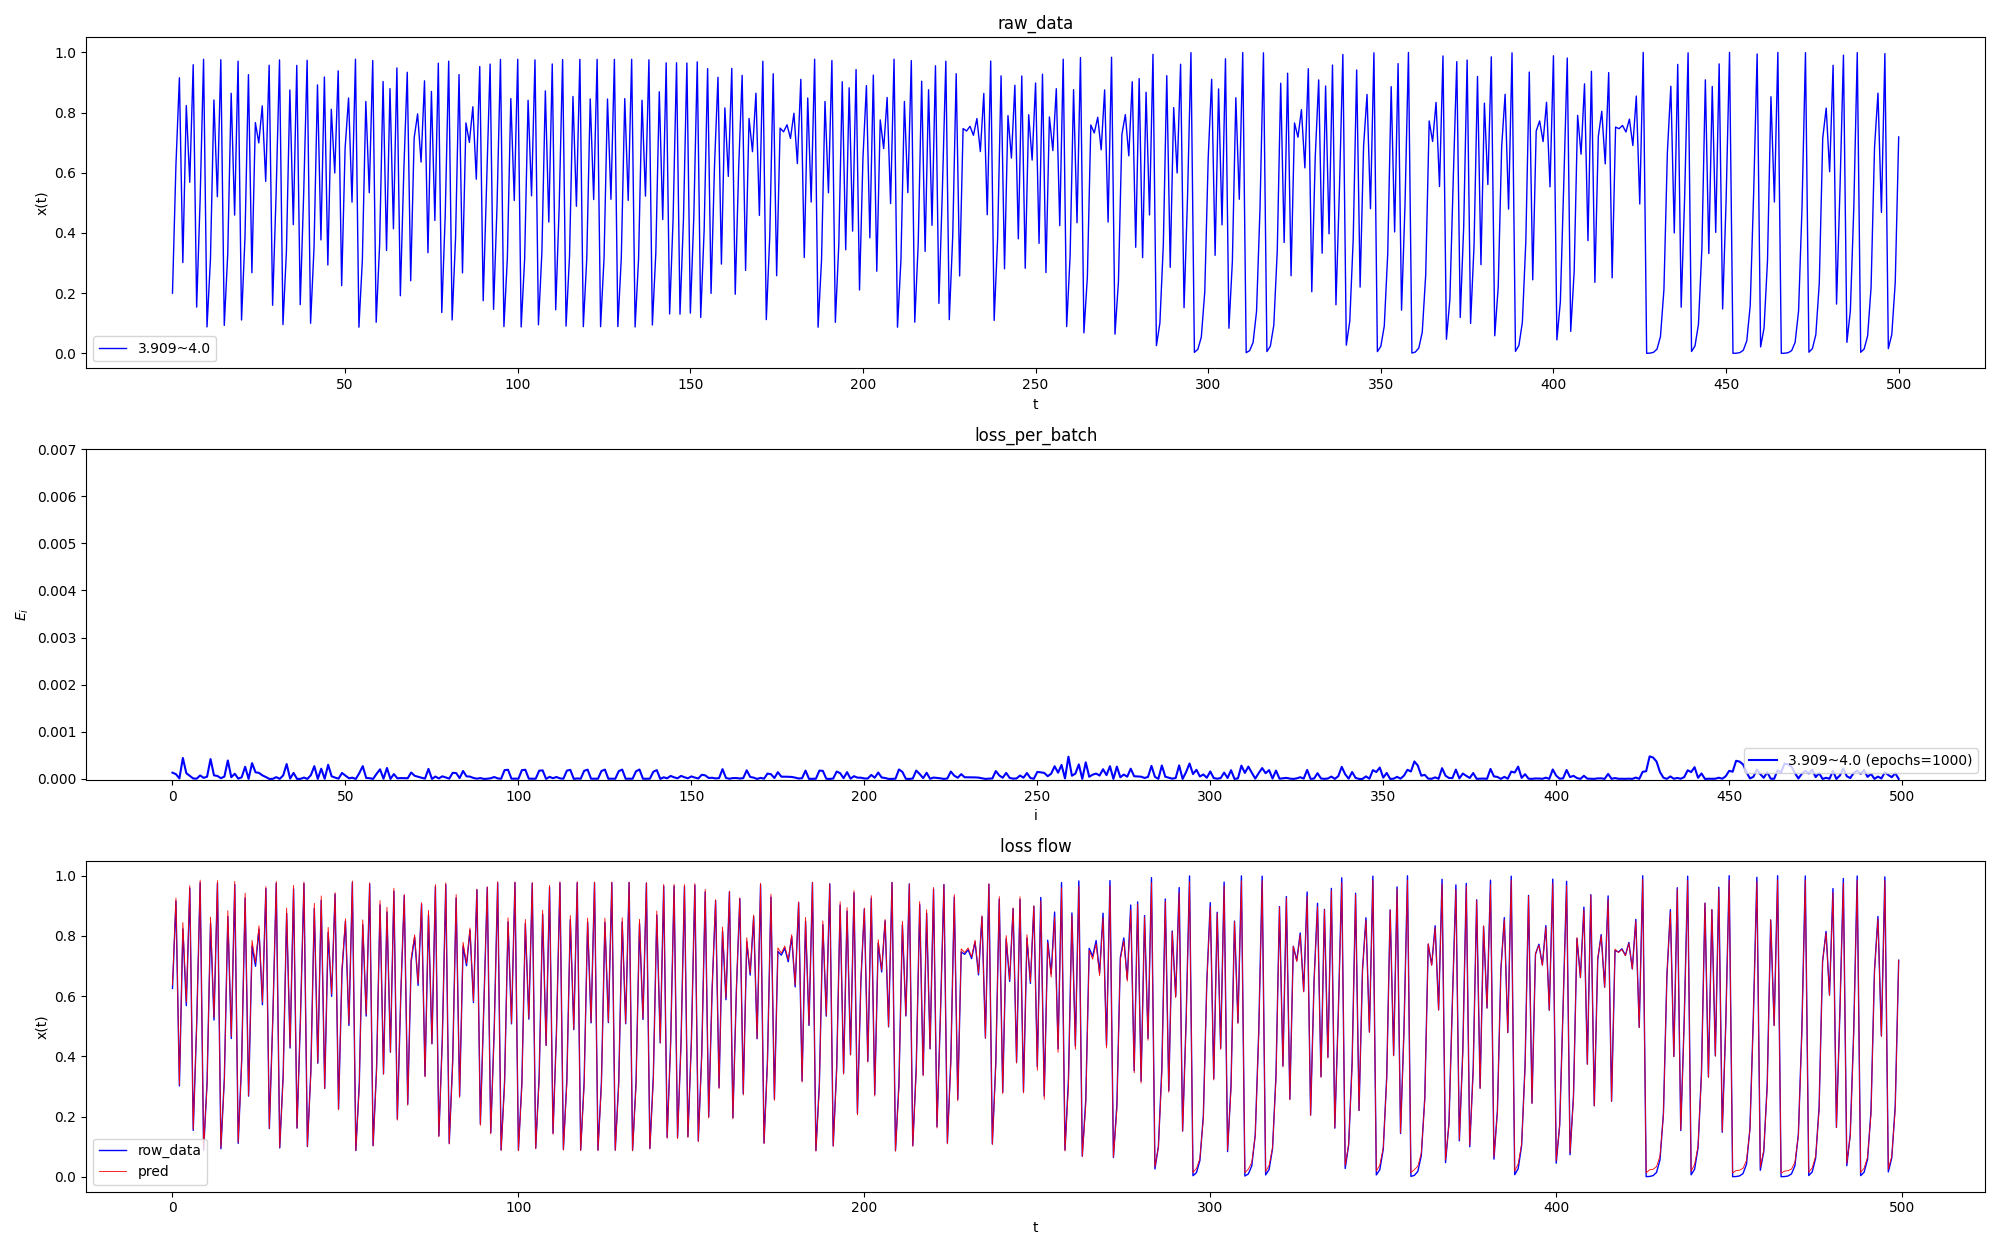 raw_data
1.0
0.8
0.6
0.4
0.2
0.0
x(t)
3.909~4.0
50 100 150 200 250 300 350 400 450 500
t
loss_per_batch
0.007
0.006
0.005
0.004
0.003
0.002
0.001
0.000
E_i
3.909~4.0 (epochs=1000)
0 50 100 150 200 250 300 350 400 450 500
i
loss flow
1.0
0.8
0.6
0.4
0.2
0.0
x(t)
row_data
pred
0 100 200 300 400 500
t